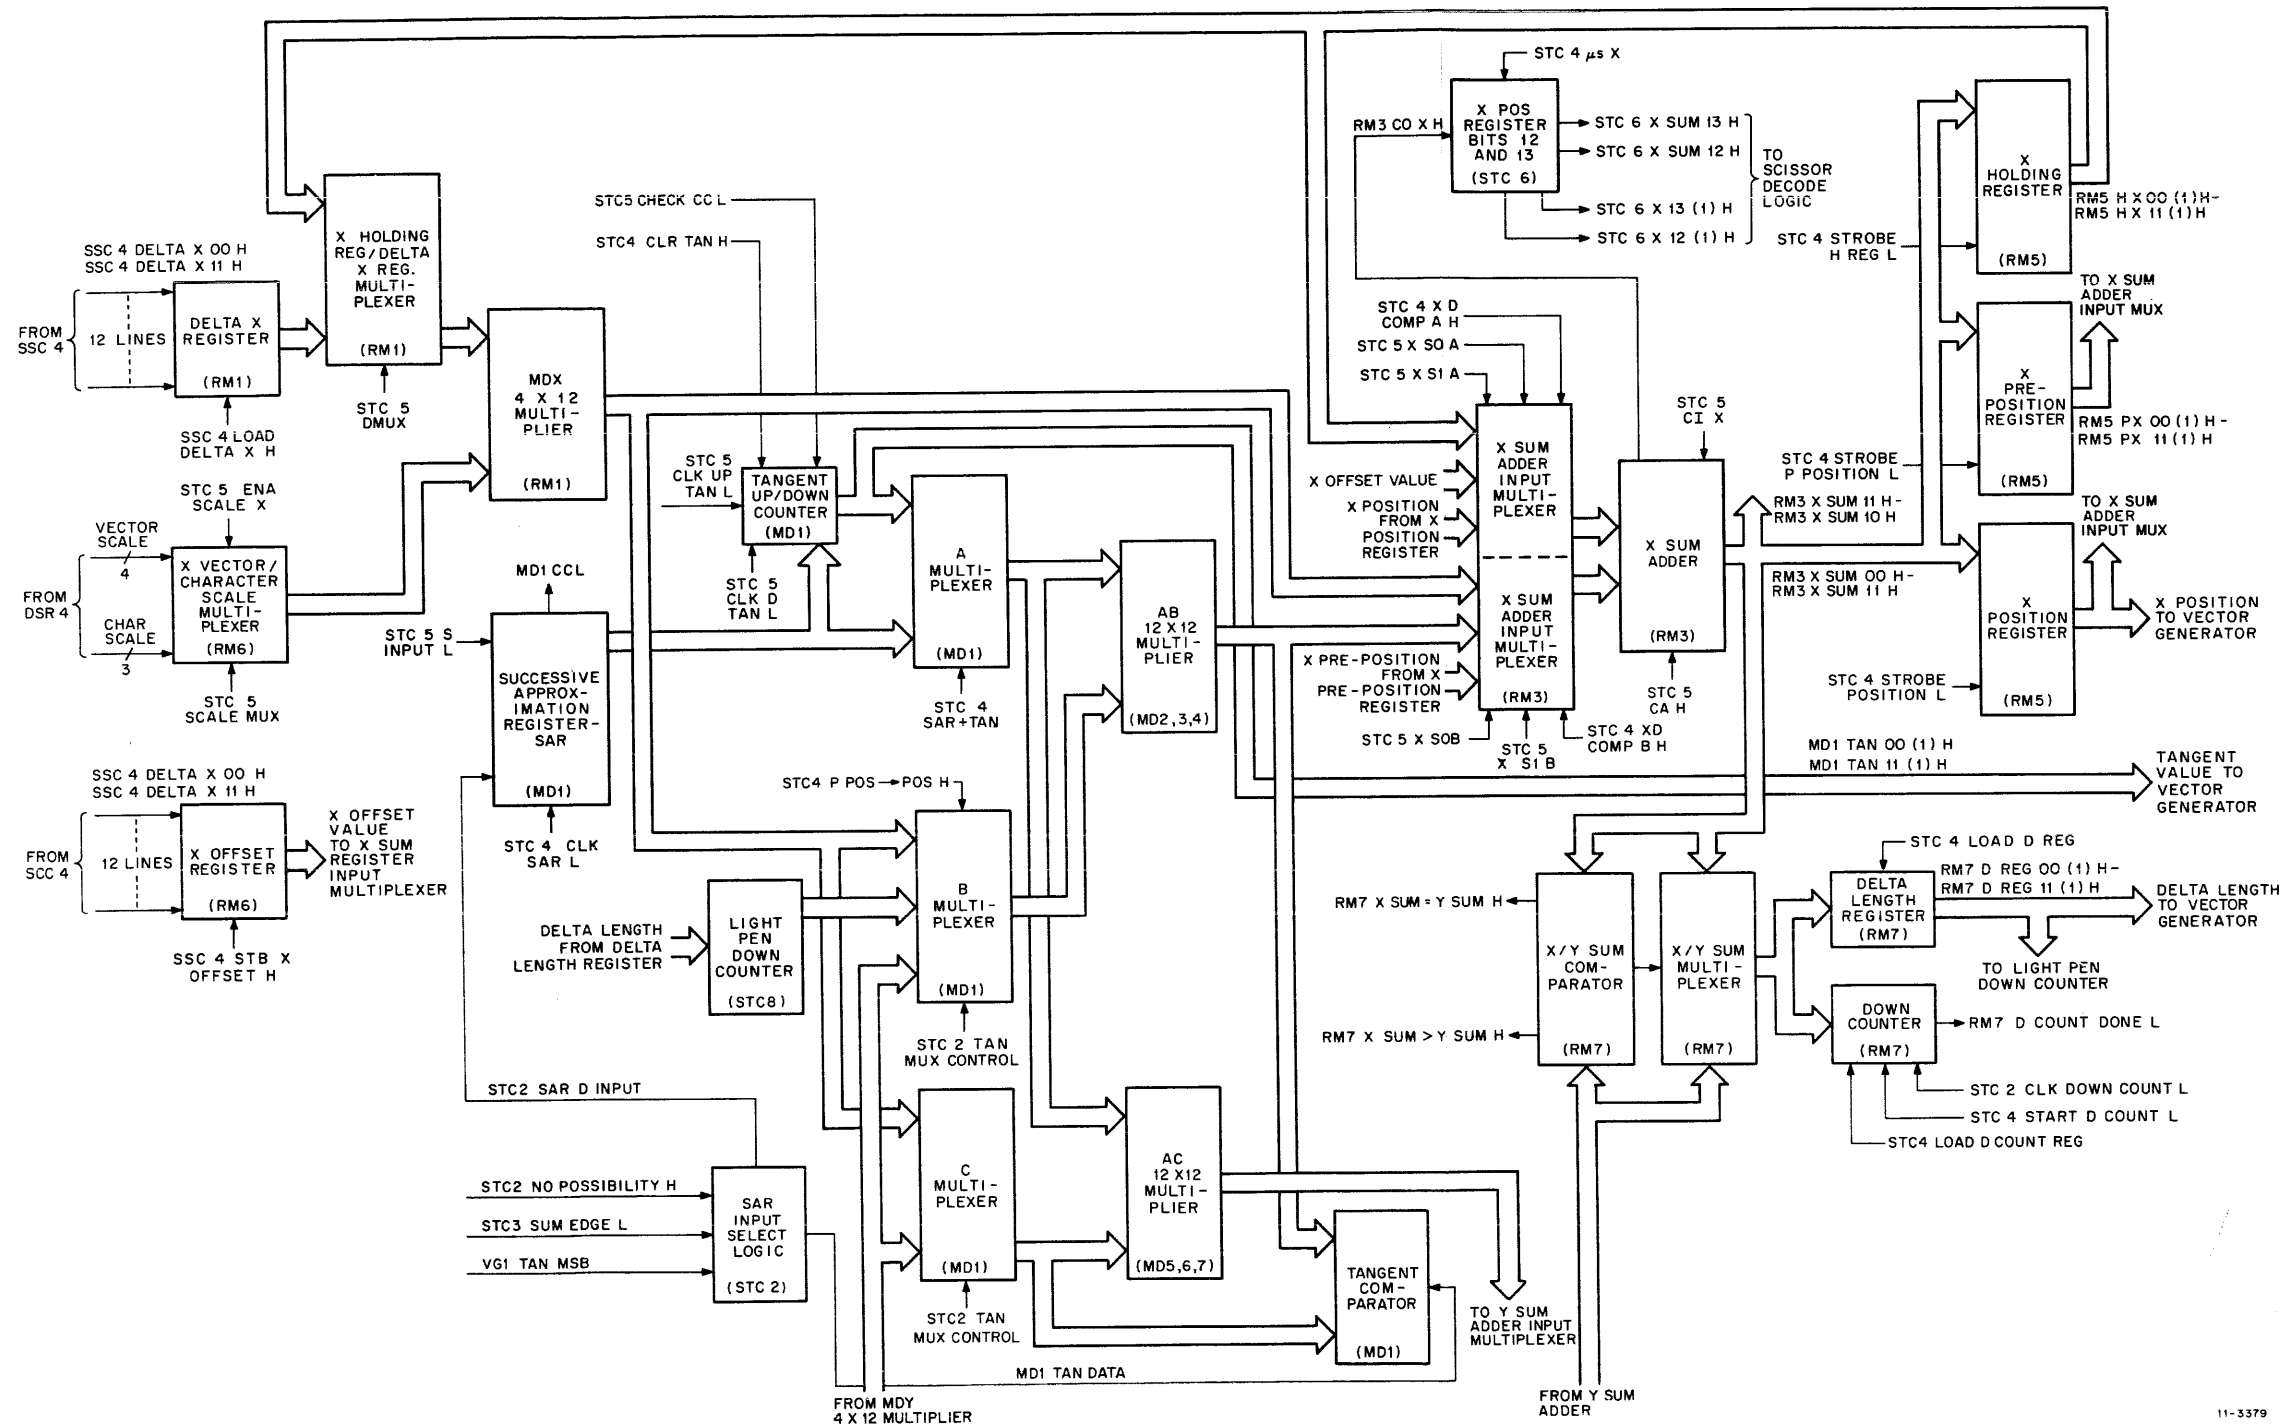 STC 4 µs X
X POS
REGISTER
BITS 12
AND 13
(STC 6)
RM3 CO X H
STC 6 X SUM 13 H
STC 6 X SUM 12 H
STC 6 X 13 (1) H
STC 6 X 12 (1) H
TO
SCISSOR
DECODE
LOGIC
X
HOLDING
REGISTER
(RM5)
RM5 H X 00 (1) H-
RM5 H X 11 (1) H
STC 4 STROBE
H REG L
SSC 4 DELTA X 00 H
SSC 4 DELTA X 11 H
FROM
SSC 4
12 LINES
DELTA X
REGISTER
(RM1)
SSC 4 LOAD
DELTA X H
X HOLDING
REG/DELTA
X REG.
MULTI-
PLEXER
(RM1)
STC 5
DMUX
MDX
4 X 12
MULTI-
PLIER
(RM1)
STC5 CHECK CC L
STC4 CLR TAN H
STC 5
CLK UP
TAN L
TANGENT
UP/DOWN
COUNTER
(MD1)
STC 5
CLK D
TAN L
STC 5 ENA
SCALE X
VECTOR
SCALE
4
FROM
DSR 4
CHAR
SCALE
3
X VECTOR/
CHARACTER
SCALE
MULTI-
PLEXER
(RM6)
STC 5
SCALE MUX
MD1 CCL
STC 5 S
INPUT L
SUCCESSIVE
APPROX-
IMATION
REGISTER-
SAR
(MD1)
STC 4 CLK
SAR L
A
MULTI-
PLEXER
(MD1)
STC 4
SAR+TAN
AB
12 X 12
MULTI-
PLIER
(MD2,3,4)
STC 4 X D
COMP A H
STC 5 X SO A
STC 5 X S1 A
X OFFSET VALUE
X POSITION
FROM X
POSITION
REGISTER
X SUM
ADDER
INPUT
MULTI-
PLEXER
X SUM
ADDER
INPUT
MULTI-
PLEXER
(RM3)
X PRE-POSITION
FROM X
PRE-POSITION
REGISTER
STC 5 X SOB
STC 5
X S1 B
STC 4 XD
COMP B H
STC 5
CI X
X SUM
ADDER
(RM3)
STC 5
CA H
RM3 X SUM 11 H-
RM3 X SUM 10 H
RM3 X SUM 00 H-
RM3 X SUM 11 H
TO X SUM
ADDER
INPUT MUX
X
PRE-
POSITION
REGISTER
(RM5)
RM5 PX 00 (1) H-
RM5 PX 11 (1) H
STC 4 STROBE
P POSITION L
TO X SUM
ADDER
INPUT MUX
X
POSITION
REGISTER
(RM5)
X POSITION
TO VECTOR
GENERATOR
STC 4 STROBE
POSITION L
MD1 TAN 00 (1) H
MD1 TAN 11 (1) H
TANGENT
VALUE TO
VECTOR
GENERATOR
SSC 4 DELTA X 00 H
SSC 4 DELTA X 11 H
FROM
SCC 4
12 LINES
X OFFSET
REGISTER
(RM6)
SSC 4 STB X
OFFSET H
X OFFSET
VALUE
TO X SUM
REGISTER
INPUT
MULTIPLEXER
STC4 P POS→POS H
B
MULTI-
PLEXER
(MD1)
STC 2 TAN
MUX CONTROL
DELTA LENGTH
FROM DELTA
LENGTH REGISTER
LIGHT
PEN
DOWN
COUNTER
(STC8)
RM7 X SUM = Y SUM H
RM7 X SUM > Y SUM H
X/Y SUM
COM-
PARATOR
(RM7)
X/Y SUM
MULTI-
PLEXER
(RM7)
STC 4 LOAD D REG
DELTA
LENGTH
REGISTER
(RM7)
RM7 D REG 00 (1) H-
RM7 D REG 11 (1) H
DELTA LENGTH
TO VECTOR
GENERATOR
TO LIGHT PEN
DOWN COUNTER
DOWN
COUNTER
(RM7)
RM7 D COUNT DONE L
STC 2 CLK DOWN COUNT L
STC 4 START D COUNT L
STC4 LOAD D COUNT REG
STC2 SAR D INPUT
STC2 NO POSSIBILITY H
STC3 SUM EDGE L
VG1 TAN MSB
SAR
INPUT
SELECT
LOGIC
(STC 2)
C
MULTI-
PLEXER
(MD1)
STC2 TAN
MUX CONTROL
AC
12 X12
MULTI-
PLIER
(MD5,6,7)
TANGENT
COM-
PARATOR
(MD1)
TO Y SUM
ADDER INPUT
MULTIPLEXER
MD1 TAN DATA
FROM MDY
4 X 12 MULTIPLIER
FROM Y SUM
ADDER
11-3379